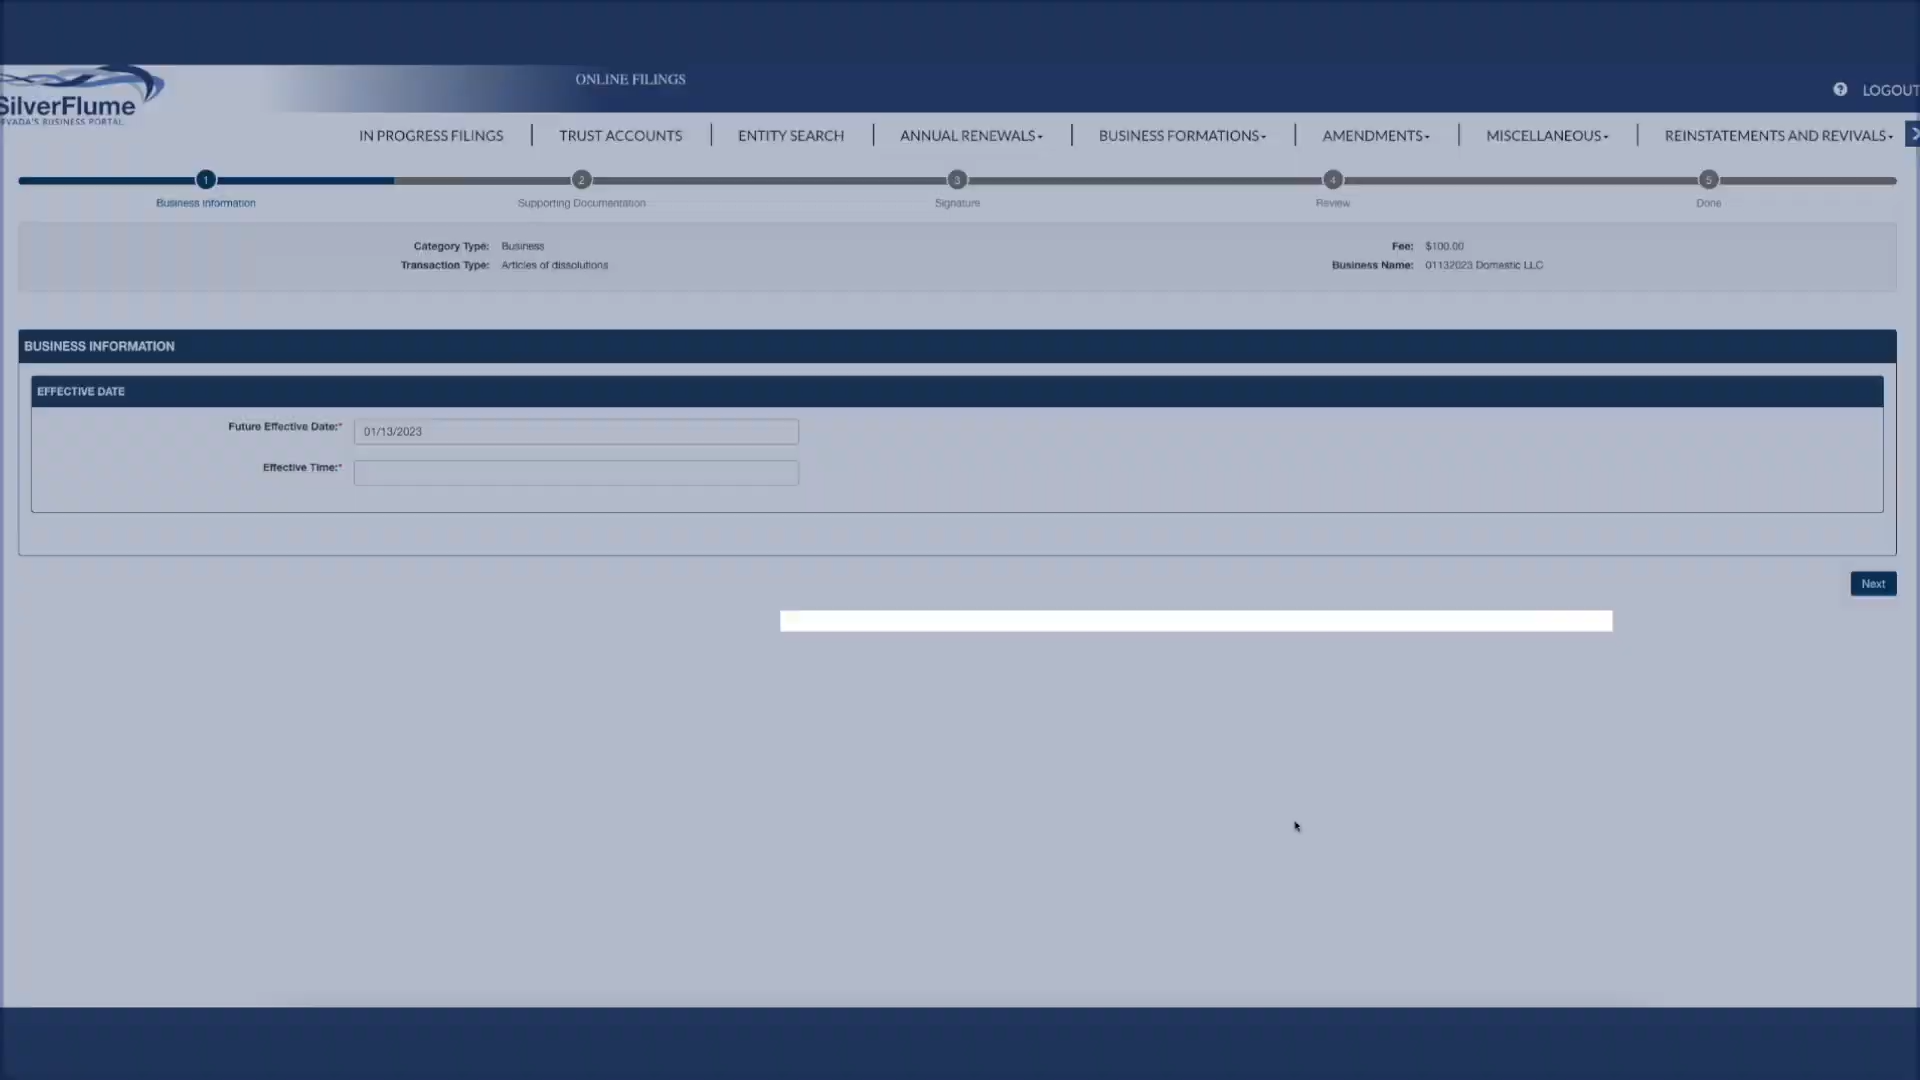 ONLINE FILINGS
SilverFlume
NEVADA'S BUSINESS PORTAL
LOGOUT
IN PROGRESS FILINGS TRUST ACCOUNTS ENTITY SEARCH ANNUAL RENEWALS BUSINESS FORMATIONS AMENDMENTS MISCELLANEOUS REINSTATEMENTS AND REVIVALS
1 2 3 4 5
Business Information Supporting Documentation Signature Review Done
Category Type: Business Fee: $100.00
Transaction Type: Articles of dissolutions Business Name: 01132023 Domestic LLC
BUSINESS INFORMATION
EFFECTIVE DATE
Future Effective Date:* 01/13/2023
Effective Time:*
Next